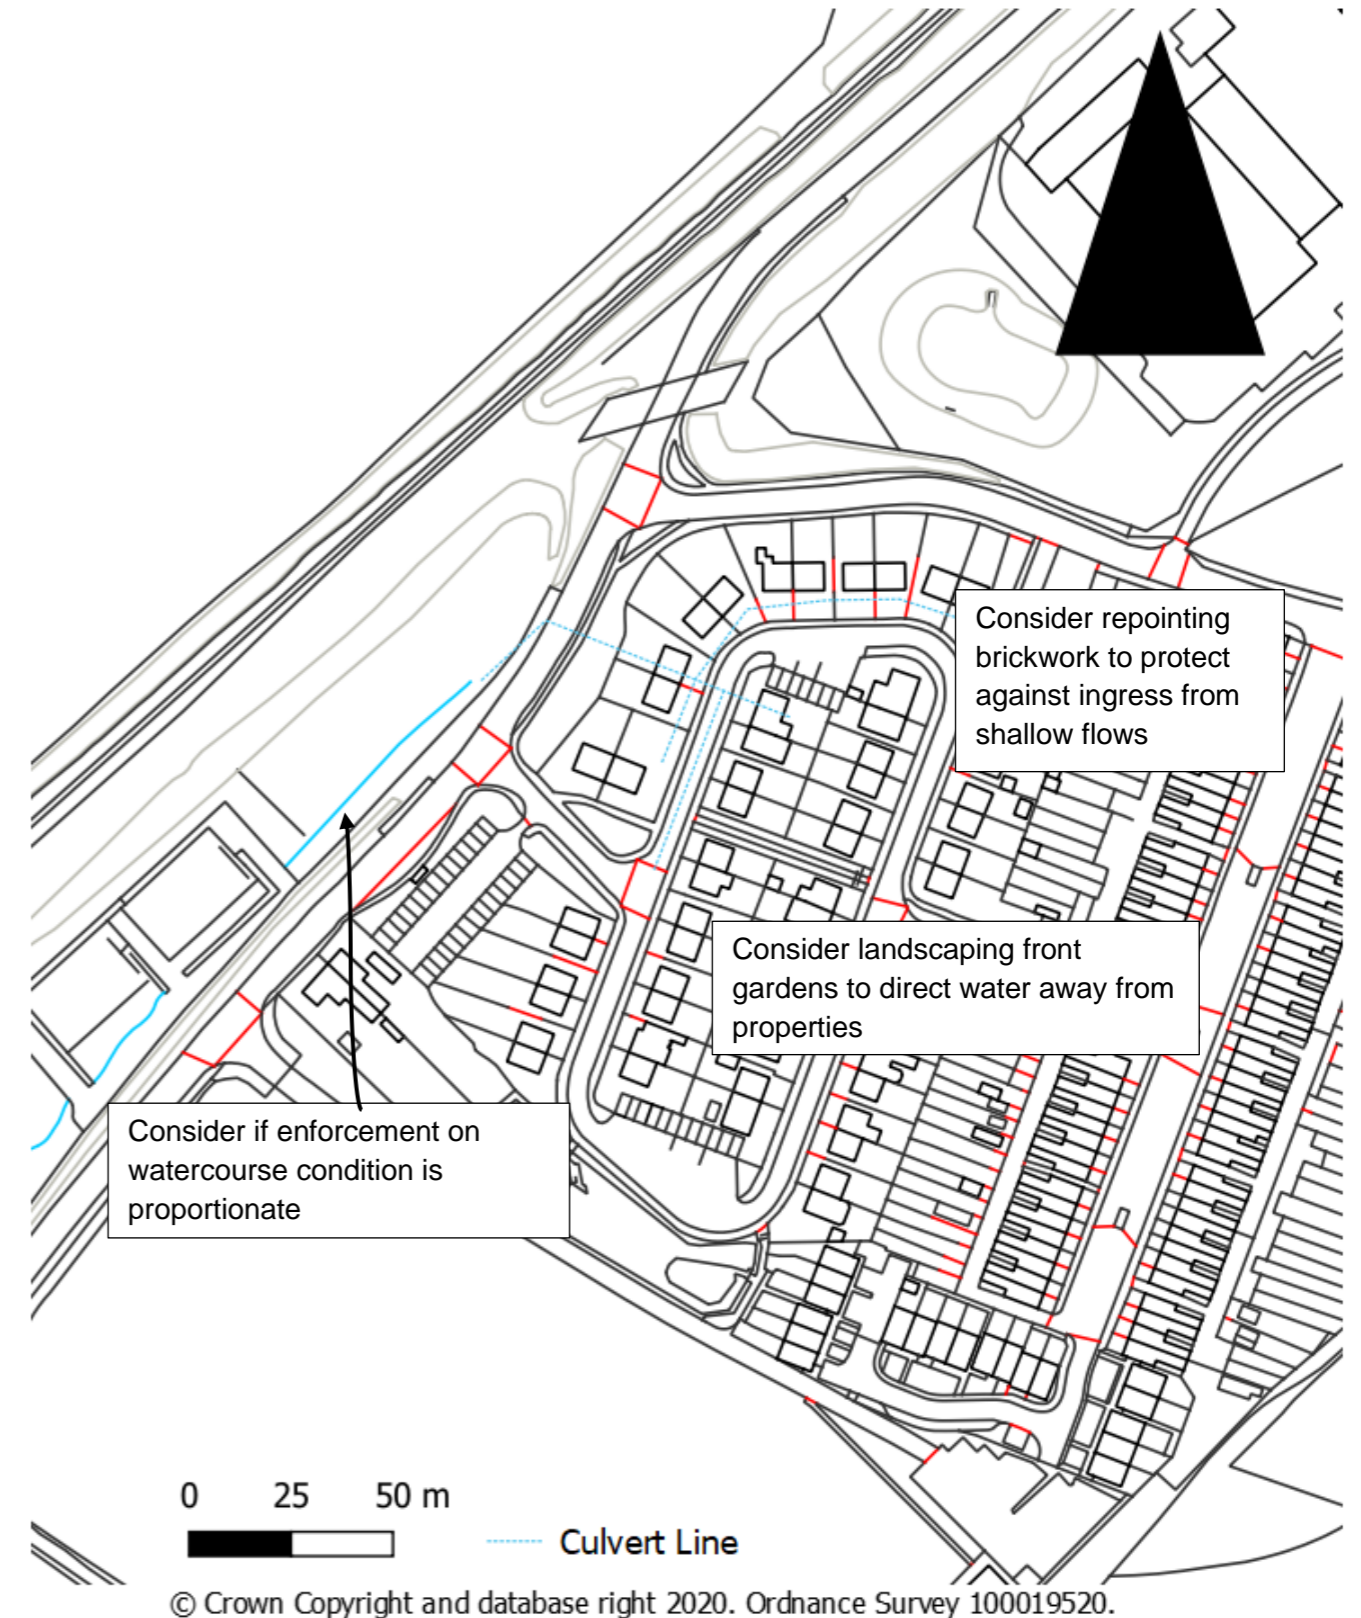 Consider repointing
brickwork to protect
against ingress from
shallow flows
Consider landscaping front
gardens to direct water away from
properties
Consider if enforcement on
watercourse condition is
proportionate
0 25 50 m
Culvert Line
© Crown Copyright and database right 2020. Ordnance Survey 100019520.